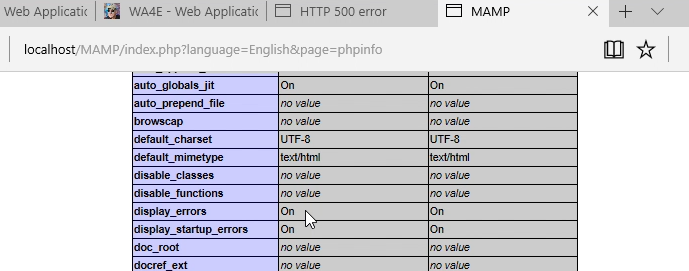 Web Applicatic WA4E - Web Applicatic HTTP 500 error MAMP
localhost/MAMP/index.php?language=English&page=phpinfo
auto_globals_jit On On
auto_prepend_file no value no value
browscap no value no value
default_charset UTF-8 UTF-8
default_mimetype text/html text/html
disable_classes no value no value
disable_functions no value no value
display_errors On On
display_startup_errors On On
doc_root no value no value
docref_ext no value no value